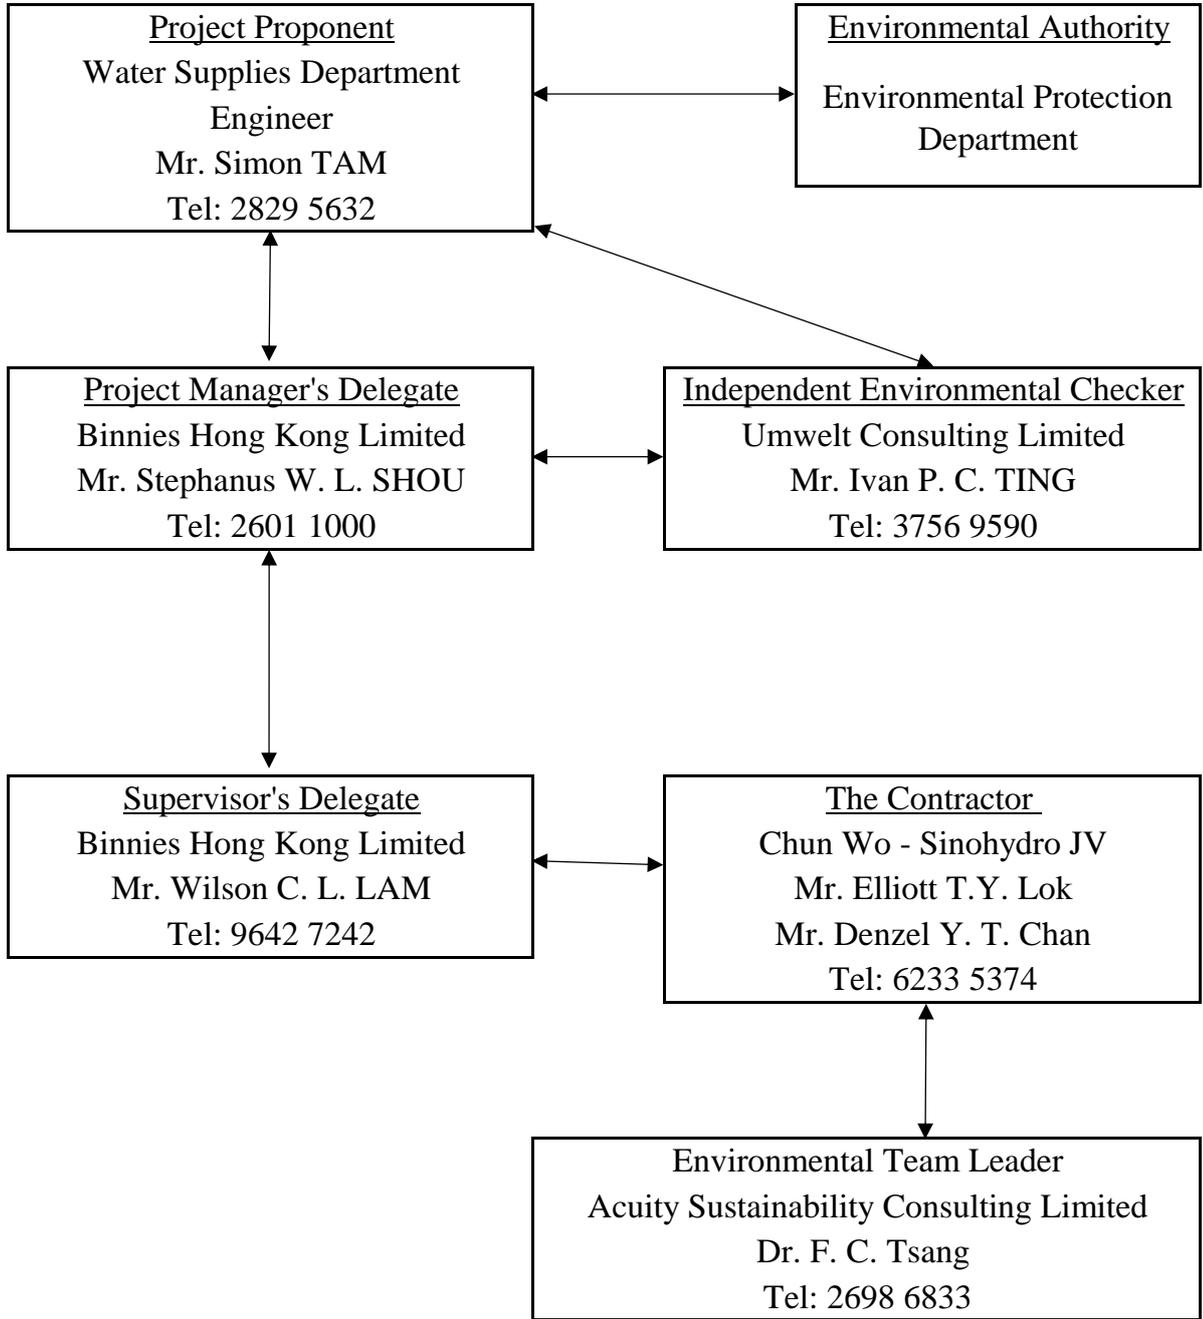 Project Proponent
Water Supplies Department
Engineer
Mr. Simon TAM
Tel: 2829 5632
Environmental Authority
Environmental Protection
Department
Project Manager's Delegate
Binnies Hong Kong Limited
Mr. Stephanus W. L. SHOU
Tel: 2601 1000
Independent Environmental Checker
Umwelt Consulting Limited
Mr. Ivan P. C. TING
Tel: 3756 9590
Supervisor's Delegate
Binnies Hong Kong Limited
Mr. Wilson C. L. LAM
Tel: 9642 7242
The Contractor
Chun Wo - Sinohydro JV
Mr. Elliott T.Y. Lok
Mr. Denzel Y. T. Chan
Tel: 6233 5374
Environmental Team Leader
Acuity Sustainability Consulting Limited
Dr. F. C. Tsang
Tel: 2698 6833